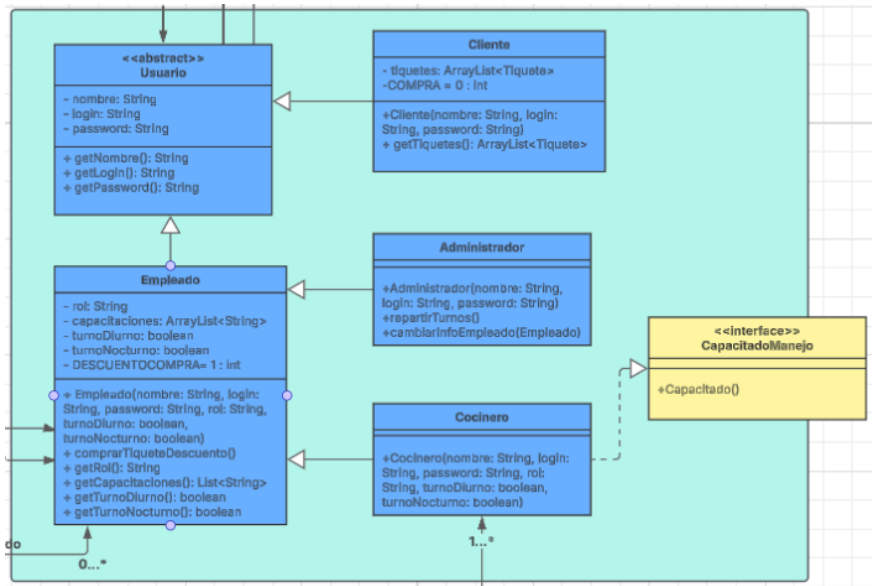 <<abstract>>
Usuario
- nombre: String
- login: String
- password: String
+ getNombre(): String
+ getLogin(): String
+ getPassword(): String
Cliente
- tiquetes: ArrayList<Tiquete>
-COMPRA = 0 : int
+Cliente(nombre: String, login:
String, password: String)
+ getTiquetes(): ArrayList<Tiquete>
Empleado
- rol: String
- capacitaciones: ArrayList<String>
- turnoDiurno: boolean
- turnoNocturno: boolean
- DESCUENTOCOMPRA= 1 : int
+ Empleado(nombre: String, login:
String, password: String, rol: String,
turnoDiurno: boolean,
turnoNocturno: boolean)
+ comprarTiqueteDescuento()
+ getRol(): String
+ getCapacitaciones(): List<String>
+ getTurnoDiurno(): boolean
+ getTurnoNocturno(): boolean
Administrador
+Administrador(nombre: String,
login: String, password: String)
+repartirTurnos()
+cambiarInfoEmpleado(Empleado)
<<interface>>
CapacitadoManejo
+Capacitado()
Cocinero
+Cocinero(nombre: String, login:
String, password: String, rol:
String, turnoDiurno: boolean,
turnoNocturno: boolean)
do
0...*
1...*